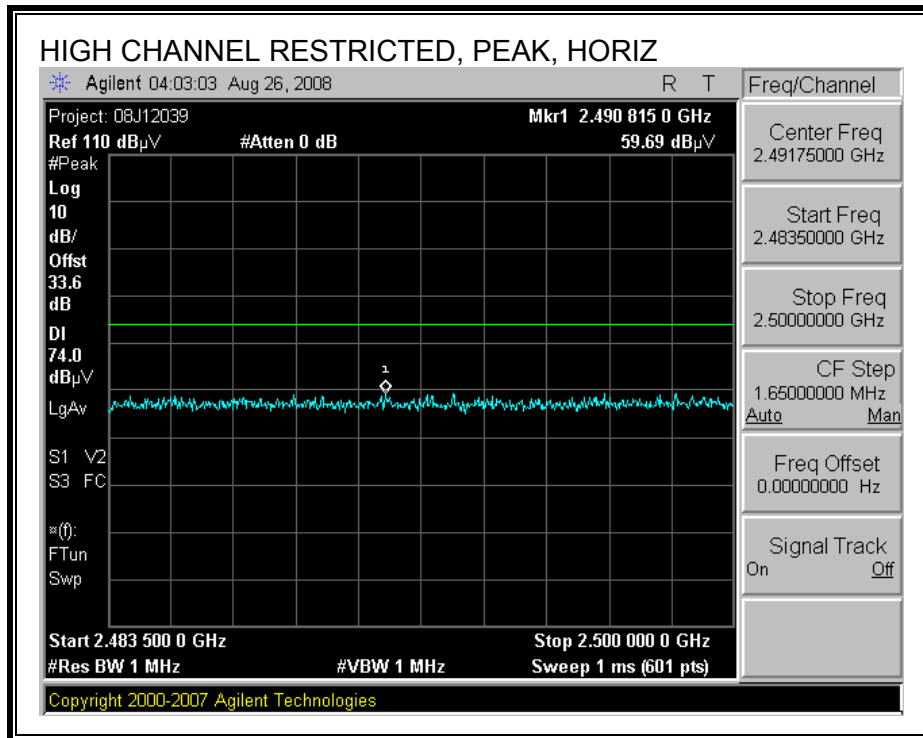 HIGH CHANNEL RESTRICTED, PEAK, HORIZ
Agilent 04:03:03 Aug 26, 2008 R T
Freq/Channel
Project: 08J12039 Mkr1 2.490 815 0 GHz
Ref 110 dBµV #Atten 0 dB 59.69 dBµV
#Peak
Log
10
dB/
Offst
33.6
dB
DI
74.0
dBµV
LgAv
S1 V2
S3 FC
¤(f):
FTun
Swp
1
Start 2.483 500 0 GHz Stop 2.500 000 0 GHz
#Res BW 1 MHz #VBW 1 MHz Sweep 1 ms (601 pts)
Center Freq
2.49175000 GHz
Start Freq
2.48350000 GHz
Stop Freq
2.50000000 GHz
CF Step
1.65000000 MHz
Auto Man
Freq Offset
0.00000000 Hz
Signal Track
On Off
Copyright 2000-2007 Agilent Technologies